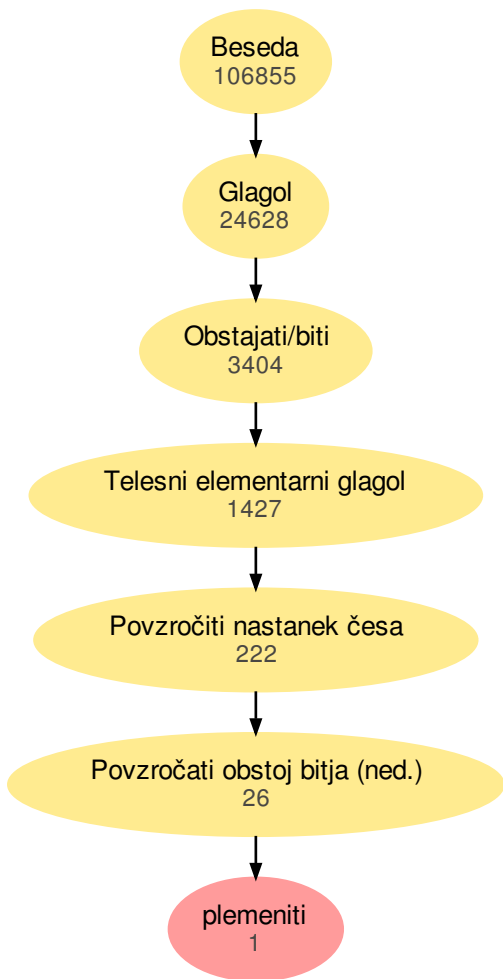 Beseda
106855
Glagol
24628
Obstajati/biti
3404
Telesni elementarni glagol
1427
Povzročiti nastanek česa
222
Povzročati obstoj bitja (ned.)
26
plemeniti
1